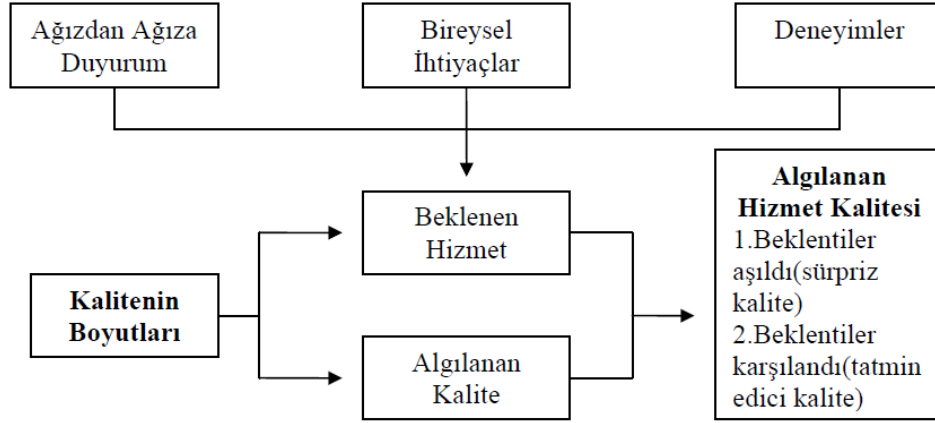 Ağızdan Ağıza
Duyurum
Bireysel
İhtiyaçlar
Deneyimler
Beklenen
Hizmet
Kalitenin
Boyutları
Algılanan
Kalite
Algılanan
Hizmet Kalitesi
1.Beklentiler
aşıldı(sürpriz
kalite)
2.Beklentiler
karşılandı(tatmin
edici kalite)